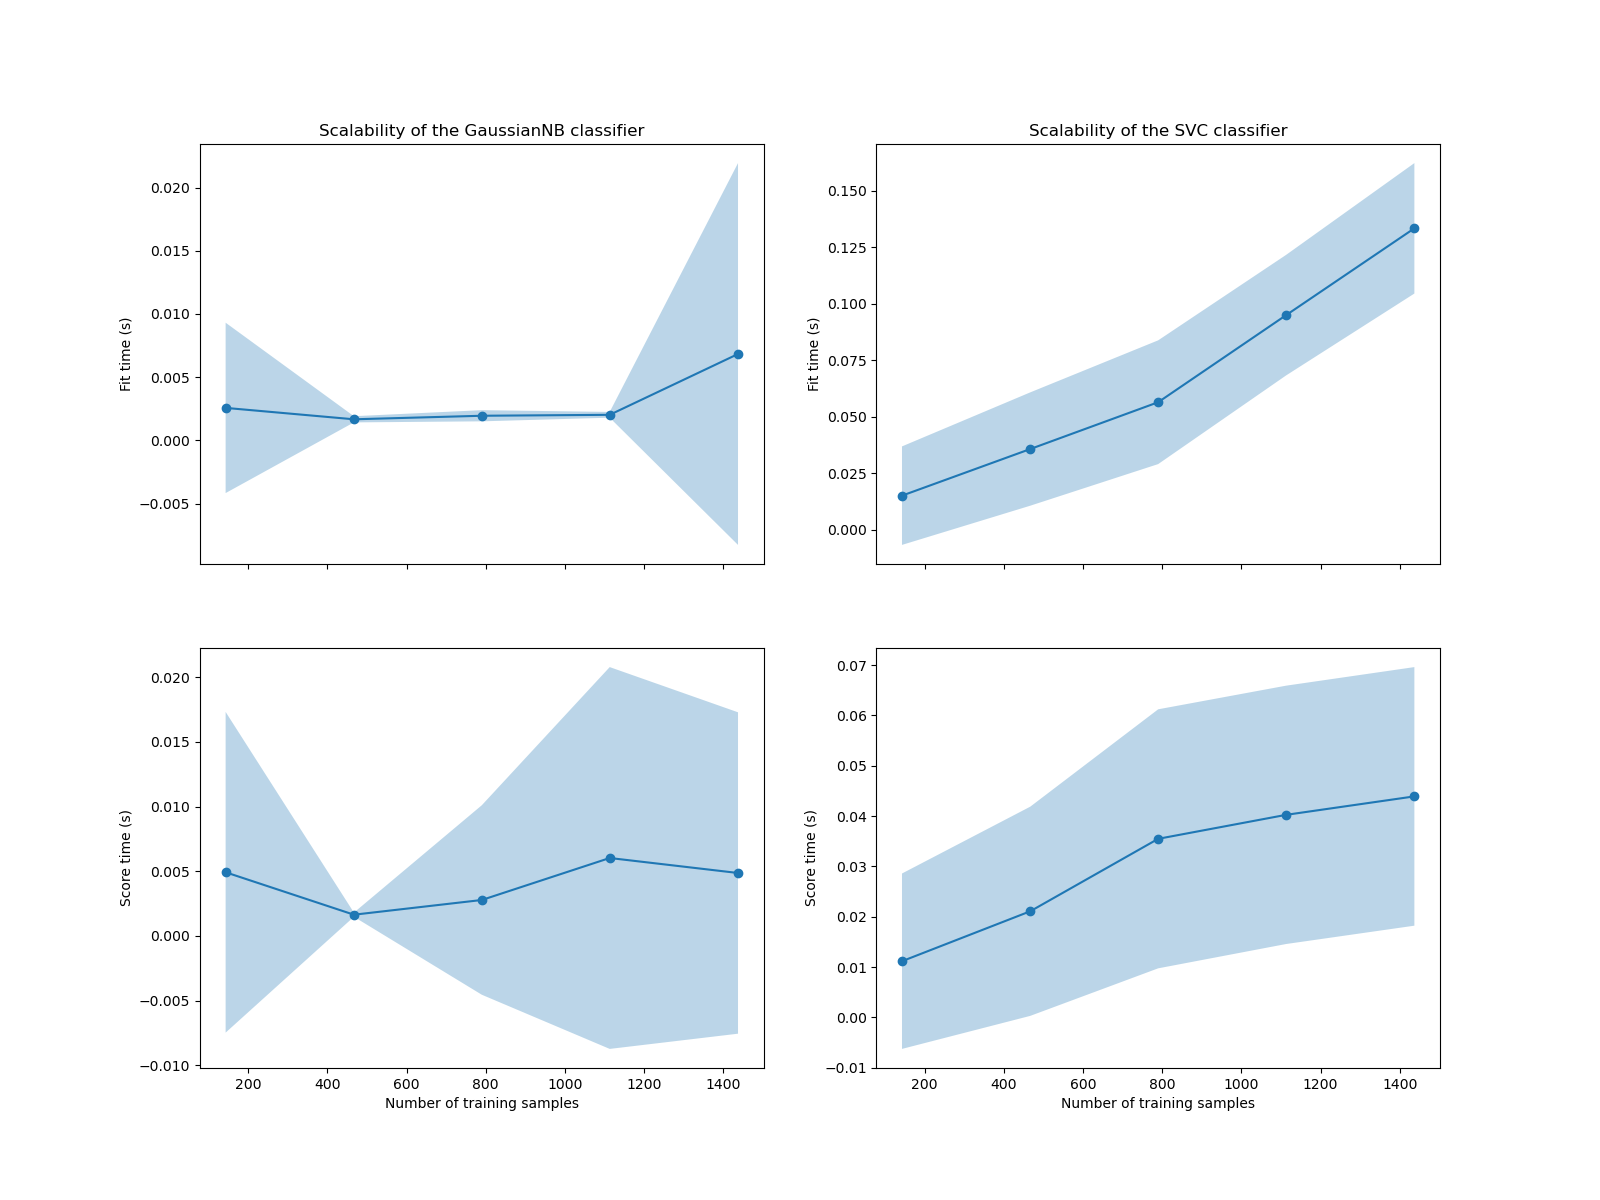 Scalability of the GaussianNB classifier
0.020
0.015
0.010
0.005
0.000
−0.005
Fit time (s)
Scalability of the SVC classifier
0.150
0.125
0.100
0.075
0.050
0.025
0.000
Fit time (s)
0.020
0.015
0.010
0.005
0.000
−0.005
−0.010
Score time (s)
200 400 600 800 1000 1200 1400
Number of training samples
0.07
0.06
0.05
0.04
0.03
0.02
0.01
0.00
−0.01
Score time (s)
200 400 600 800 1000 1200 1400
Number of training samples